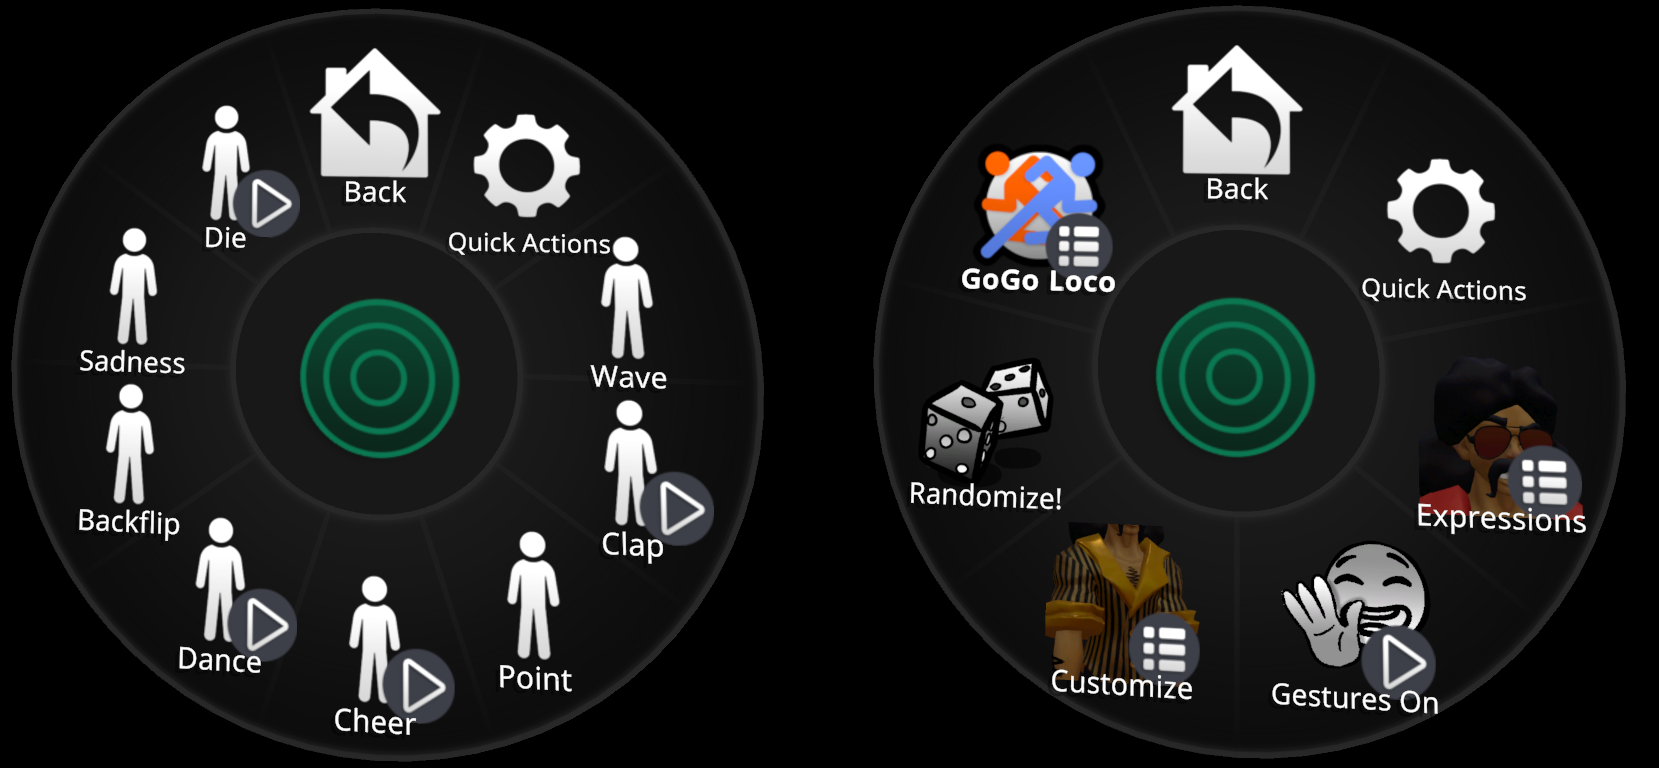 Back
Quick Actions
Wave
Clap
Point
Cheer
Dance
Backflip
Sadness
Die
Back
Quick Actions
Expressions
Gestures On
Customize
Randomize!
GoGo Loco